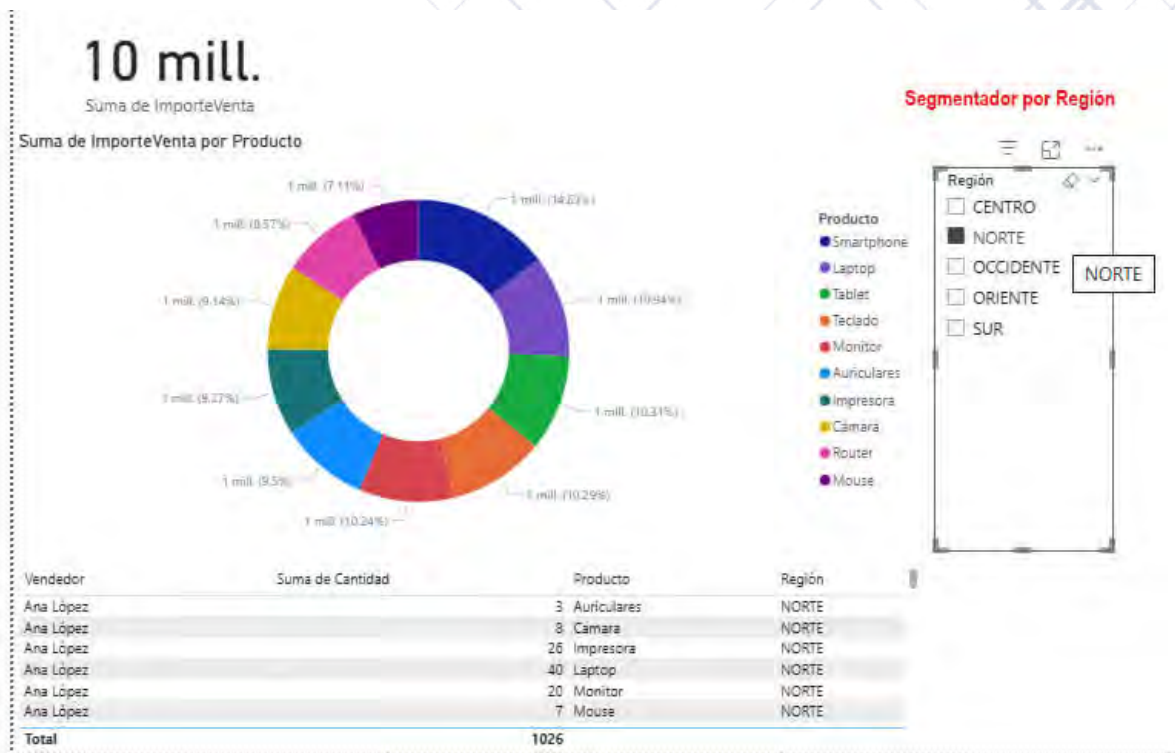 10 mill.
Suma de ImporteVenta
Segmentador por Región
Suma de ImporteVenta por Producto
1 mill. (7.11%)
1 mill. (8.57%)
1 mill. (10.94%)
1 mill. (9.14%)
1 mill. (9.27%)
1 mill. (10.31%)
1 mill. (9.5%)
1 mill. (10.29%)
1 mill. (10.24%)
Producto
Smartphone
Laptop
Tablet
Teclado
Monitor
Auriculares
Impresora
Cámara
Router
Mouse
Región
CENTRO
NORTE
OCCIDENTE
ORIENTE
SUR
NORTE
Vendedor Suma de Cantidad Producto Región
Ana López 3 Auriculares NORTE
Ana López 8 Cámara NORTE
Ana López 26 Impresora NORTE
Ana López 40 Laptop NORTE
Ana López 20 Monitor NORTE
Ana López 7 Mouse NORTE
Total 1026